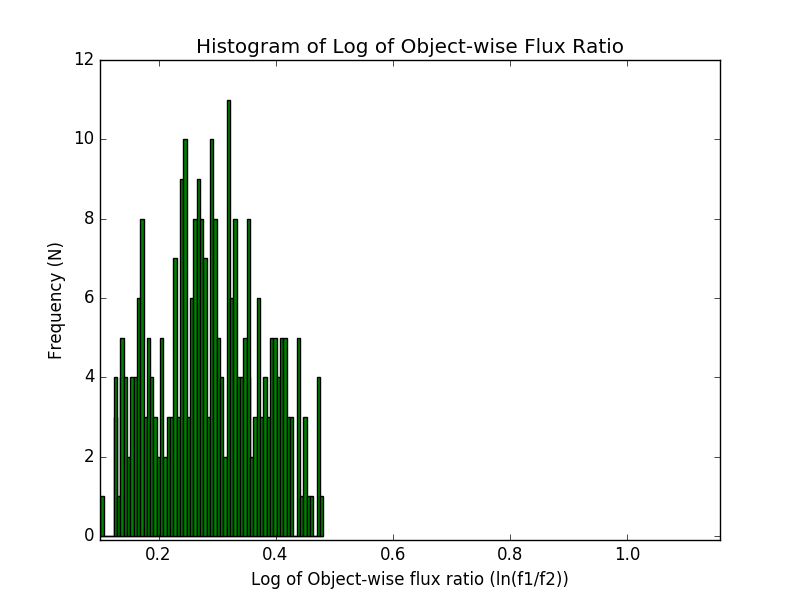 Histogram of Log of Object-wise Flux Ratio
12
10
8
6
4
2
0
Frequency (N)
0.2 0.4 0.6 0.8 1.0
Log of Object-wise flux ratio (ln(f1/f2))